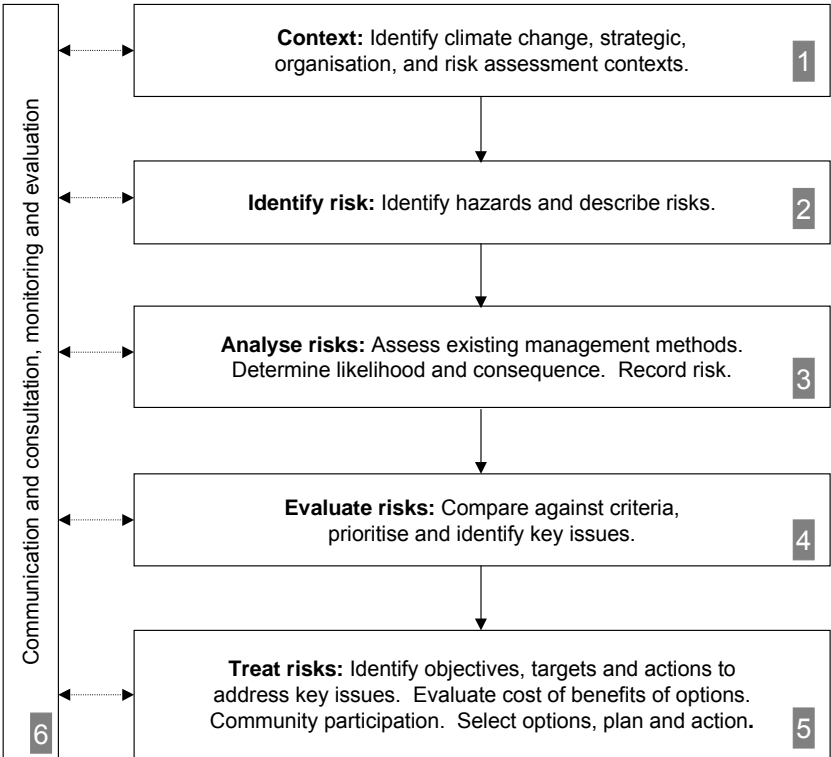 Context: Identify climate change, strategic,
organisation, and risk assessment contexts.
1
Identify risk: Identify hazards and describe risks.
2
Analyse risks: Assess existing management methods.
Determine likelihood and consequence. Record risk.
3
Evaluate risks: Compare against criteria,
prioritise and identify key issues.
4
Treat risks: Identify objectives, targets and actions to
address key issues. Evaluate cost of benefits of options.
Community participation. Select options, plan and action.
5
Communication and consultation, monitoring and evaluation
6